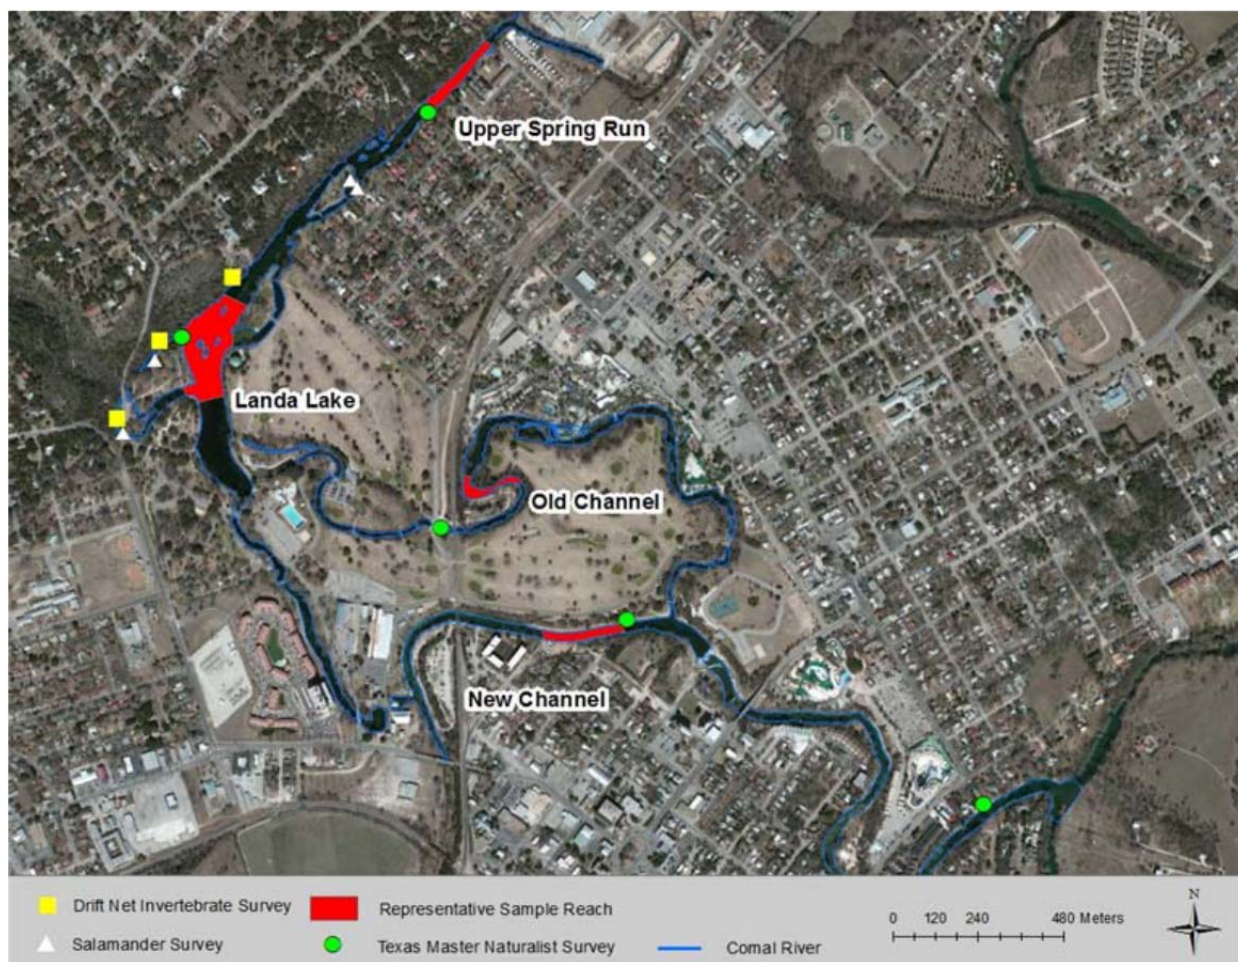 Upper Spring Run
Landa Lake
Old Channel
New Channel
Drift Net Invertebrate Survey
Representative Sample Reach
Salamander Survey
Texas Master Naturalist Survey
Comal River
0 120 240 480 Meters
N